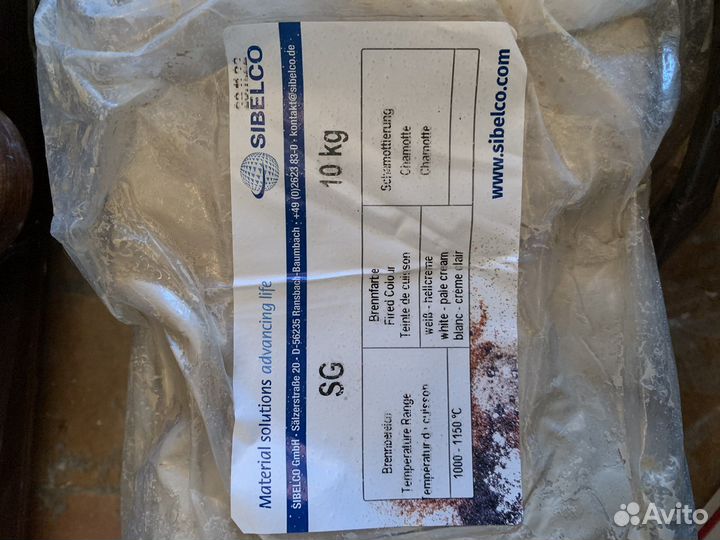 Material solutions advancing life
SIBELCO
SIBELCO GmbH · Sälzerstraße 20 · D-56235 Ransbach-Baumbach · +49 (0)2623 83-0 · kontakt@sibelco.de
SG 10 kg
Brennbereich
Temperature Range
Temperatur de cuisson
1000 - 1150 °C
Brennfarbe
Fired Colour
Teinte de cuisson
weiß - hellcreme
white - pale cream
blanc - crème clair
Schamottierung
Chamotte
Chamotte
www.sibelco.com
Avito